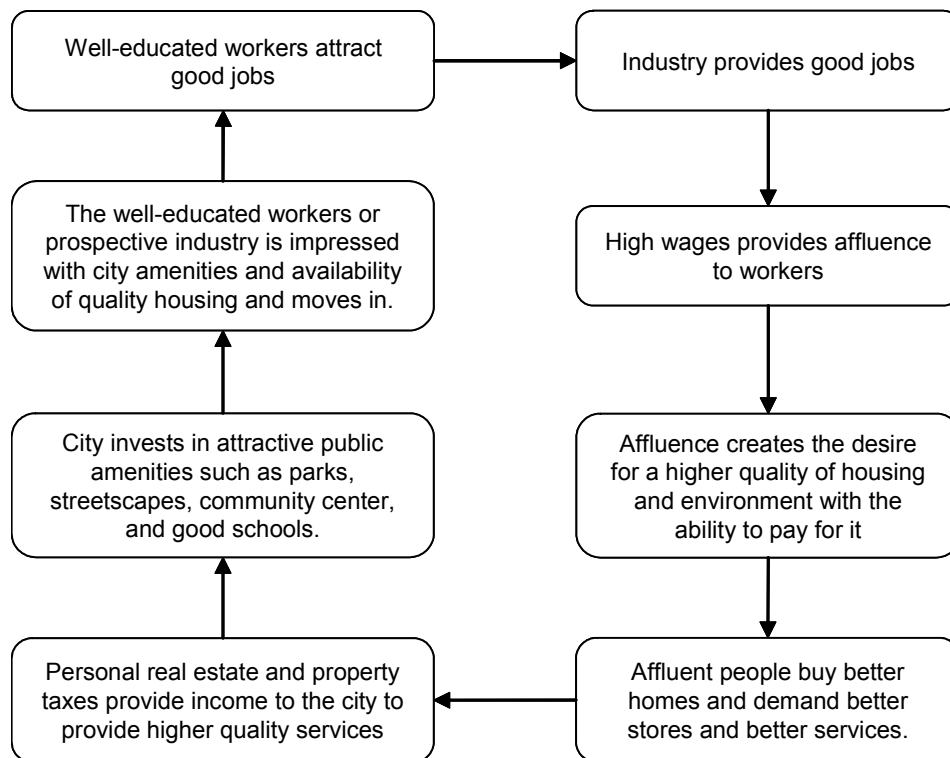 Well-educated workers attract
good jobs
Industry provides good jobs
High wages provides affluence
to workers
Affluence creates the desire
for a higher quality of housing
and environment with the
ability to pay for it
Affluent people buy better
homes and demand better
stores and better services.
Personal real estate and property
taxes provide income to the city to
provide higher quality services
City invests in attractive public
amenities such as parks,
streetscapes, community center,
and good schools.
The well-educated workers or
prospective industry is impressed
with city amenities and availability
of quality housing and moves in.